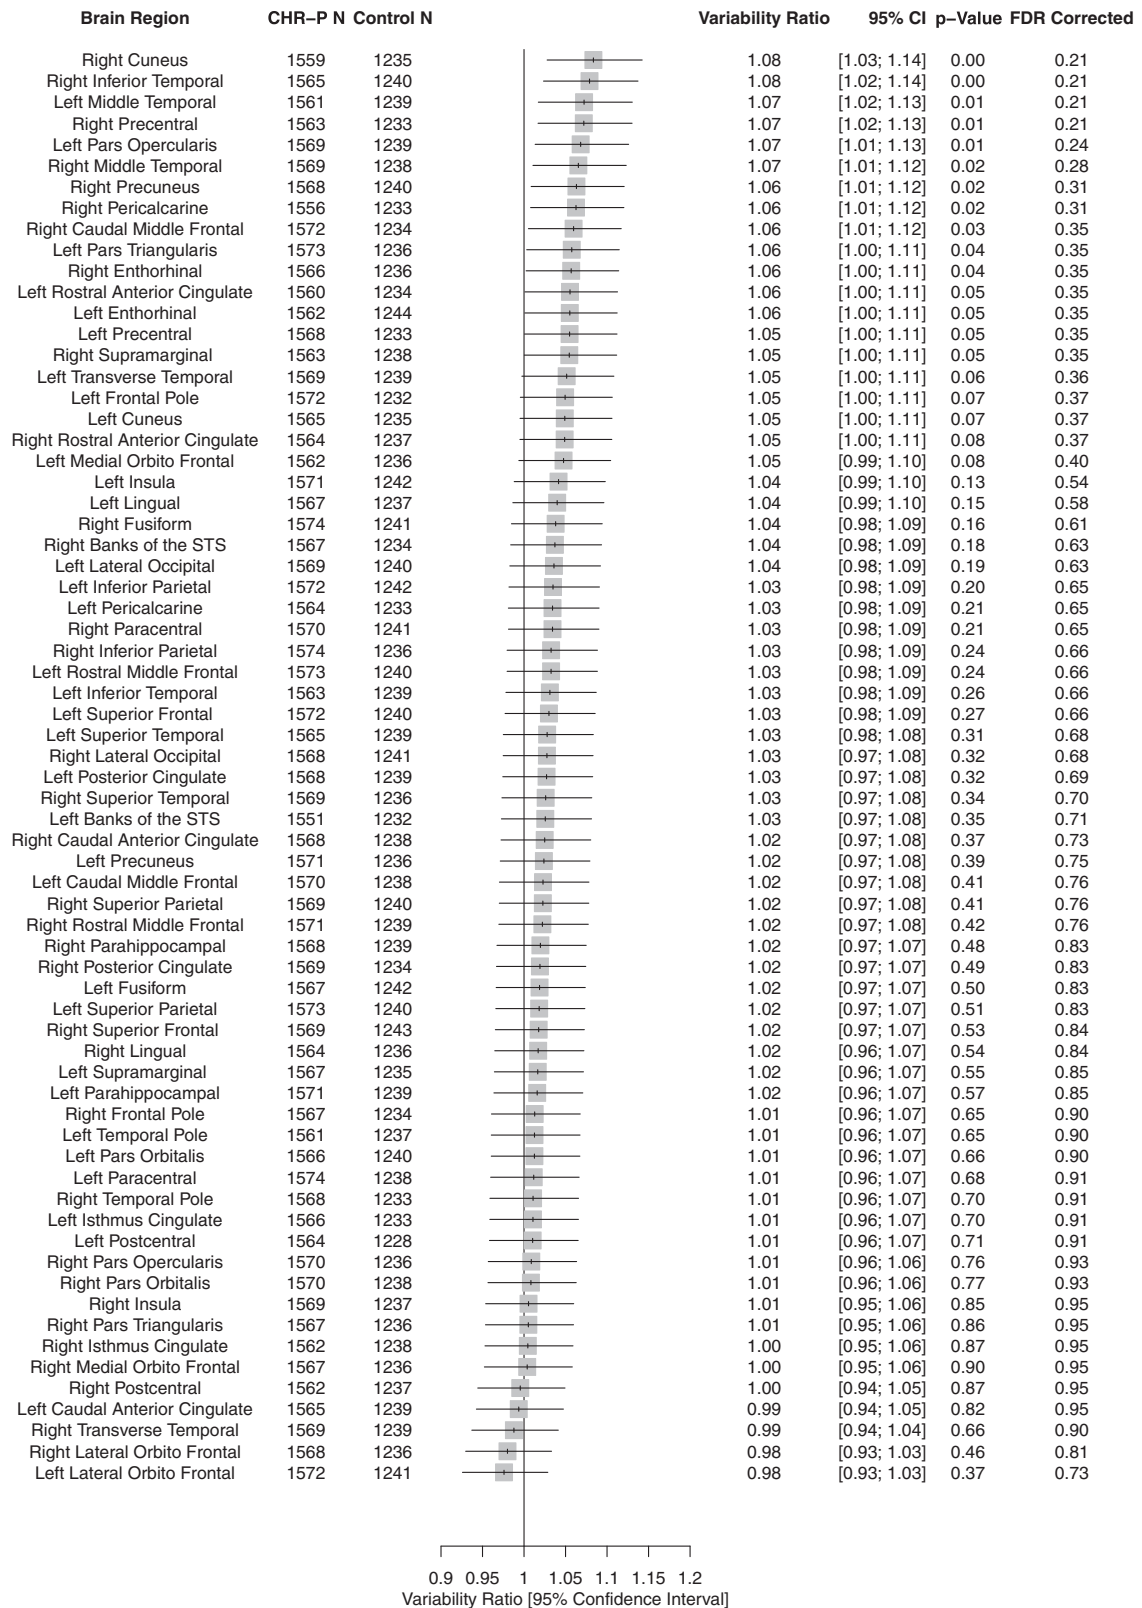 Brain Region CHR–P N Control N Variability Ratio 95% CI p–Value FDR Corrected
Right Cuneus 1559 1235 1.08 [1.03; 1.14] 0.00 0.21
Right Inferior Temporal 1565 1240 1.08 [1.02; 1.14] 0.00 0.21
Left Middle Temporal 1561 1239 1.07 [1.02; 1.13] 0.01 0.21
Right Precentral 1563 1233 1.07 [1.02; 1.13] 0.01 0.21
Left Pars Opercularis 1569 1239 1.07 [1.01; 1.13] 0.01 0.24
Right Middle Temporal 1569 1238 1.07 [1.01; 1.12] 0.02 0.28
Right Precuneus 1568 1240 1.06 [1.01; 1.12] 0.02 0.31
Right Pericalcarine 1556 1233 1.06 [1.01; 1.12] 0.02 0.31
Right Caudal Middle Frontal 1572 1234 1.06 [1.01; 1.12] 0.03 0.35
Left Pars Triangularis 1573 1236 1.06 [1.00; 1.11] 0.04 0.35
Right Enthorhinal 1566 1236 1.06 [1.00; 1.11] 0.04 0.35
Left Rostral Anterior Cingulate 1560 1234 1.06 [1.00; 1.11] 0.05 0.35
Left Enthorhinal 1562 1244 1.06 [1.00; 1.11] 0.05 0.35
Left Precentral 1568 1233 1.05 [1.00; 1.11] 0.05 0.35
Right Supramarginal 1563 1238 1.05 [1.00; 1.11] 0.05 0.35
Left Transverse Temporal 1569 1239 1.05 [1.00; 1.11] 0.06 0.36
Left Frontal Pole 1572 1232 1.05 [1.00; 1.11] 0.07 0.37
Left Cuneus 1565 1235 1.05 [1.00; 1.11] 0.07 0.37
Right Rostral Anterior Cingulate 1564 1237 1.05 [1.00; 1.11] 0.08 0.37
Left Medial Orbito Frontal 1562 1236 1.05 [0.99; 1.10] 0.08 0.40
Left Insula 1571 1242 1.04 [0.99; 1.10] 0.13 0.54
Left Lingual 1567 1237 1.04 [0.99; 1.10] 0.15 0.58
Right Fusiform 1574 1241 1.04 [0.98; 1.09] 0.16 0.61
Right Banks of the STS 1567 1234 1.04 [0.98; 1.09] 0.18 0.63
Left Lateral Occipital 1569 1240 1.04 [0.98; 1.09] 0.19 0.63
Left Inferior Parietal 1572 1242 1.03 [0.98; 1.09] 0.20 0.65
Left Pericalcarine 1564 1233 1.03 [0.98; 1.09] 0.21 0.65
Right Paracentral 1570 1241 1.03 [0.98; 1.09] 0.21 0.65
Right Inferior Parietal 1574 1236 1.03 [0.98; 1.09] 0.24 0.66
Left Rostral Middle Frontal 1573 1240 1.03 [0.98; 1.09] 0.24 0.66
Left Inferior Temporal 1563 1239 1.03 [0.98; 1.09] 0.26 0.66
Left Superior Frontal 1572 1240 1.03 [0.98; 1.09] 0.27 0.66
Left Superior Temporal 1565 1239 1.03 [0.98; 1.08] 0.31 0.68
Right Lateral Occipital 1568 1241 1.03 [0.97; 1.08] 0.32 0.68
Left Posterior Cingulate 1568 1239 1.03 [0.97; 1.08] 0.32 0.69
Right Superior Temporal 1569 1236 1.03 [0.97; 1.08] 0.34 0.70
Left Banks of the STS 1551 1232 1.03 [0.97; 1.08] 0.35 0.71
Right Caudal Anterior Cingulate 1568 1238 1.02 [0.97; 1.08] 0.37 0.73
Left Precuneus 1571 1236 1.02 [0.97; 1.08] 0.39 0.75
Left Caudal Middle Frontal 1570 1238 1.02 [0.97; 1.08] 0.41 0.76
Right Superior Parietal 1569 1240 1.02 [0.97; 1.08] 0.41 0.76
Right Rostral Middle Frontal 1571 1239 1.02 [0.97; 1.08] 0.42 0.76
Right Parahippocampal 1568 1239 1.02 [0.97; 1.07] 0.48 0.83
Right Posterior Cingulate 1569 1234 1.02 [0.97; 1.07] 0.49 0.83
Left Fusiform 1567 1242 1.02 [0.97; 1.07] 0.50 0.83
Left Superior Parietal 1573 1240 1.02 [0.97; 1.07] 0.51 0.83
Right Superior Frontal 1569 1243 1.02 [0.97; 1.07] 0.53 0.84
Right Lingual 1564 1236 1.02 [0.96; 1.07] 0.54 0.84
Left Supramarginal 1567 1235 1.02 [0.96; 1.07] 0.55 0.85
Left Parahippocampal 1571 1239 1.02 [0.96; 1.07] 0.57 0.85
Right Frontal Pole 1567 1234 1.01 [0.96; 1.07] 0.65 0.90
Left Temporal Pole 1561 1237 1.01 [0.96; 1.07] 0.65 0.90
Left Pars Orbitalis 1566 1240 1.01 [0.96; 1.07] 0.66 0.90
Left Paracentral 1574 1238 1.01 [0.96; 1.07] 0.68 0.91
Right Temporal Pole 1568 1233 1.01 [0.96; 1.07] 0.70 0.91
Left Isthmus Cingulate 1566 1233 1.01 [0.96; 1.07] 0.70 0.91
Left Postcentral 1564 1228 1.01 [0.96; 1.07] 0.71 0.91
Right Pars Opercularis 1570 1236 1.01 [0.96; 1.06] 0.76 0.93
Right Pars Orbitalis 1570 1238 1.01 [0.96; 1.06] 0.77 0.93
Right Insula 1569 1237 1.01 [0.95; 1.06] 0.85 0.95
Right Pars Triangularis 1567 1236 1.01 [0.95; 1.06] 0.86 0.95
Right Isthmus Cingulate 1562 1238 1.00 [0.95; 1.06] 0.87 0.95
Right Medial Orbito Frontal 1567 1236 1.00 [0.95; 1.06] 0.90 0.95
Right Postcentral 1562 1237 1.00 [0.94; 1.05] 0.87 0.95
Left Caudal Anterior Cingulate 1565 1239 0.99 [0.94; 1.05] 0.82 0.95
Right Transverse Temporal 1569 1239 0.99 [0.94; 1.04] 0.66 0.90
Right Lateral Orbito Frontal 1568 1236 0.98 [0.93; 1.03] 0.46 0.81
Left Lateral Orbito Frontal 1572 1241 0.98 [0.93; 1.03] 0.37 0.73
0.9 0.95 1 1.05 1.1 1.15 1.2
Variability Ratio [95% Confidence Interval]